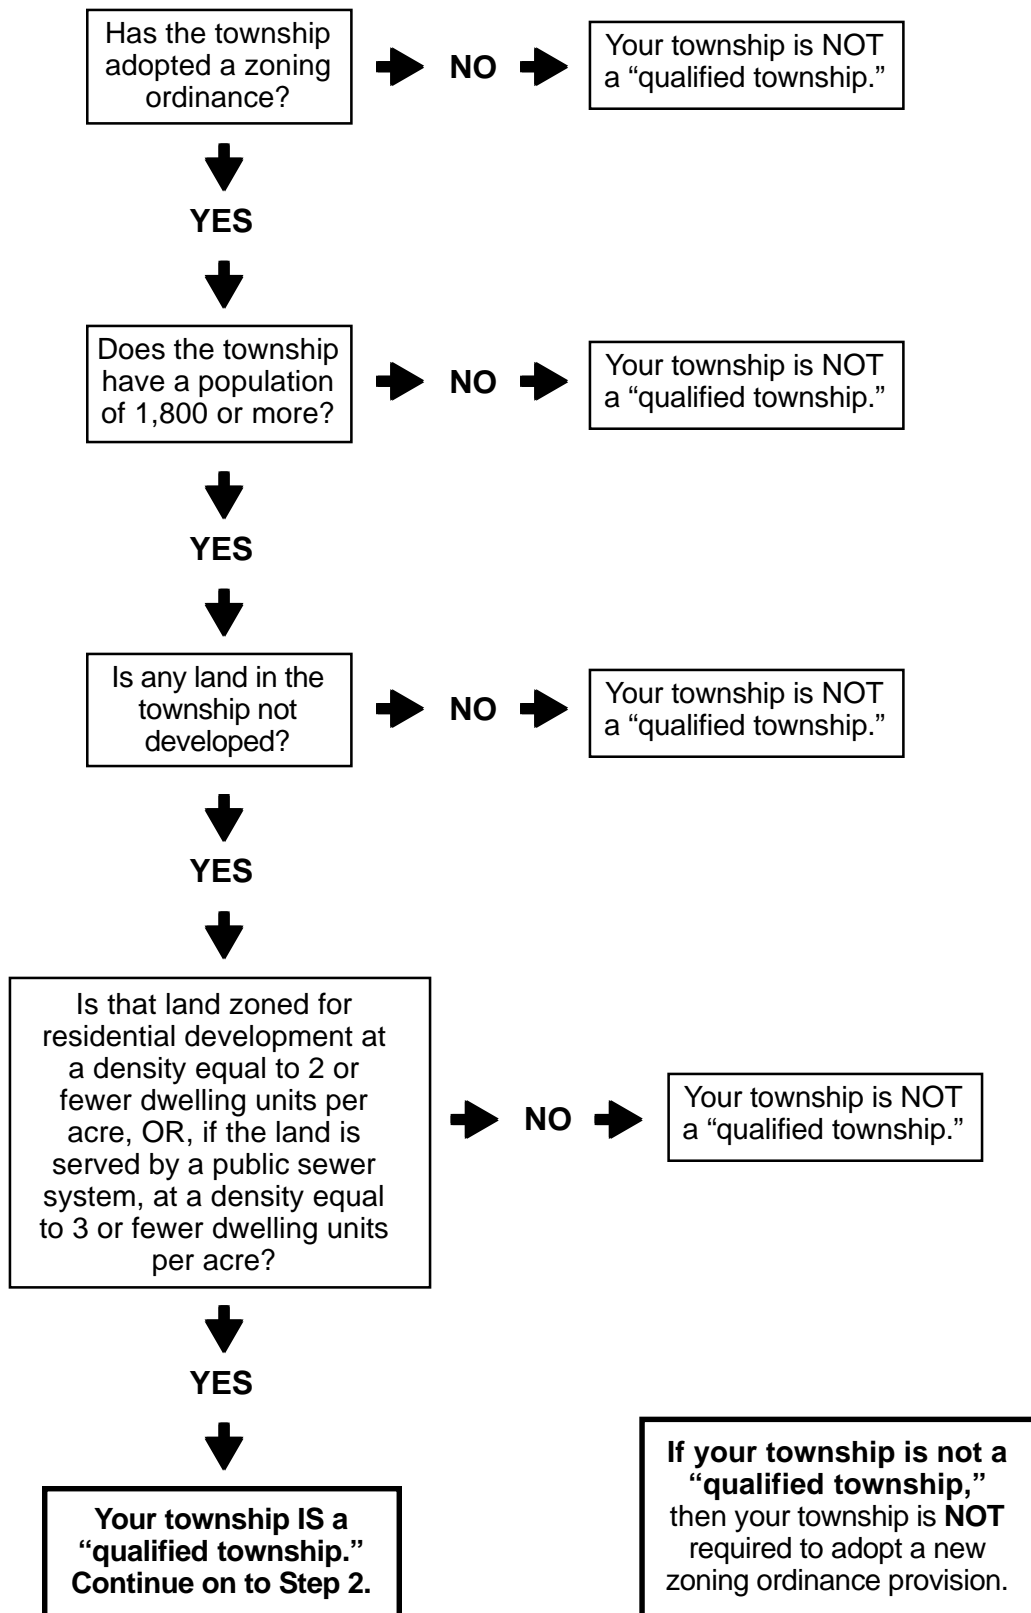 Has the township
adopted a zoning
ordinance?
NO
Your township is NOT
a “qualified township.”
YES
Does the township
have a population
of 1,800 or more?
NO
Your township is NOT
a “qualified township.”
YES
Is any land in the
township not
developed?
NO
Your township is NOT
a “qualified township.”
YES
Is that land zoned for
residential development at
a density equal to 2 or
fewer dwelling units per
acre, OR, if the land is
served by a public sewer
system, at a density equal
to 3 or fewer dwelling units
per acre?
NO
Your township is NOT
a “qualified township.”
YES
Your township IS a
“qualified township.”
Continue on to Step 2.
If your township is not a
“qualified township,”
then your township is NOT
required to adopt a new
zoning ordinance provision.